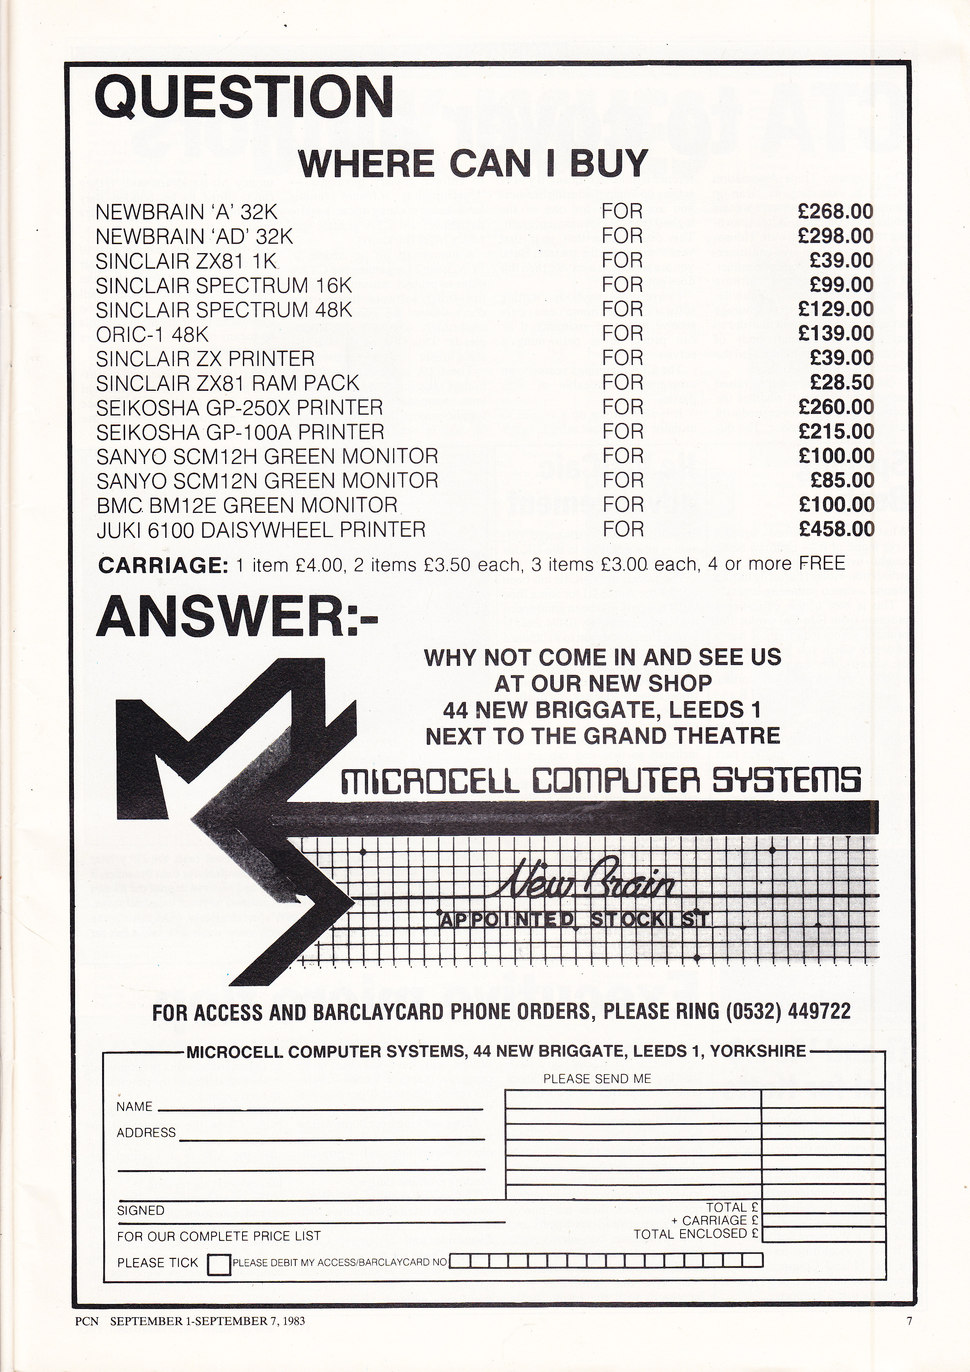 QUESTION
WHERE CAN I BUY
NEWBRAIN ‘A’ 32K FOR £268.00
NEWBRAIN ‘AD’ 32K FOR £298.00
SINCLAIR ZX81 1K FOR £39.00
SINCLAIR SPECTRUM 16K FOR £99.00
SINCLAIR SPECTRUM 48K FOR £129.00
ORIC-1 48K FOR £139.00
SINCLAIR ZX PRINTER FOR £39.00
SINCLAIR ZX81 RAM PACK FOR £28.50
SEIKOSHA GP-250X PRINTER FOR £260.00
SEIKOSHA GP-100A PRINTER FOR £215.00
SANYO SCM12H GREEN MONITOR FOR £100.00
SANYO SCM12N GREEN MONITOR FOR £85.00
BMC BM12E GREEN MONITOR FOR £100.00
JUKI 6100 DAISYWHEEL PRINTER FOR £458.00
CARRIAGE: 1 item £4.00, 2 items £3.50 each, 3 items £3.00 each, 4 or more FREE
ANSWER:-
WHY NOT COME IN AND SEE US
AT OUR NEW SHOP
44 NEW BRIGGATE, LEEDS 1
NEXT TO THE GRAND THEATRE
MICROCELL COMPUTER SYSTEMS
New Brain
APPOINTED STOCKIST
FOR ACCESS AND BARCLAYCARD PHONE ORDERS, PLEASE RING (0532) 449722
MICROCELL COMPUTER SYSTEMS, 44 NEW BRIGGATE, LEEDS 1, YORKSHIRE
PLEASE SEND ME
NAME
ADDRESS
SIGNED
TOTAL £
+ CARRIAGE £
TOTAL ENCLOSED £
FOR OUR COMPLETE PRICE LIST
PLEASE TICK PLEASE DEBIT MY ACCESS/BARCLAYCARD NO
PCN SEPTEMBER 1-SEPTEMBER 7, 1983 7